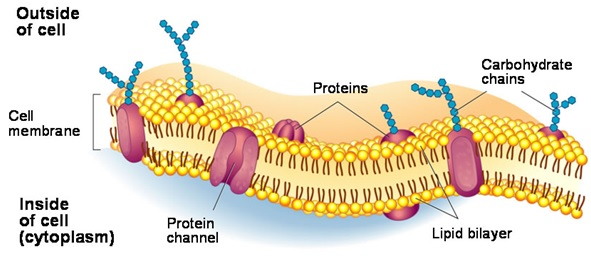 Outside
of cell
Carbohydrate
chains
Proteins
Cell
membrane
Inside
of cell
(cytoplasm)
Protein
channel
Lipid bilayer